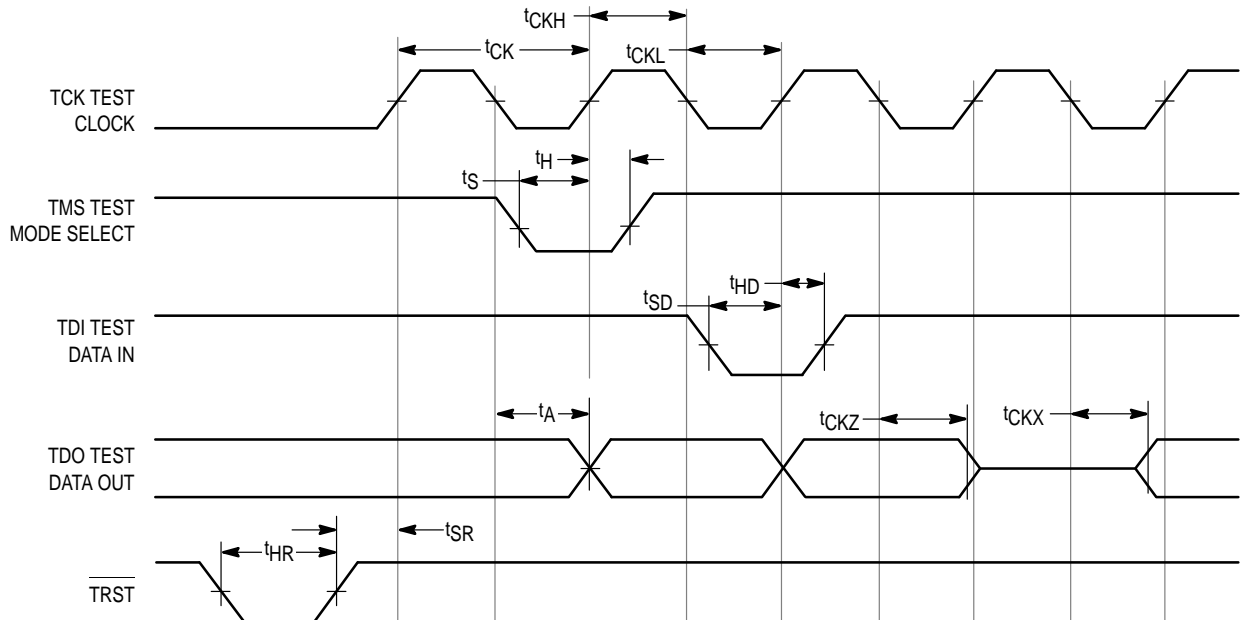 tCKH
tCK
tCKL
TCK TEST
CLOCK
tH
tS
TMS TEST
MODE SELECT
tHD
tSD
TDI TEST
DATA IN
tA
tCKZ
tCKX
TDO TEST
DATA OUT
tSR
tHR
TRST